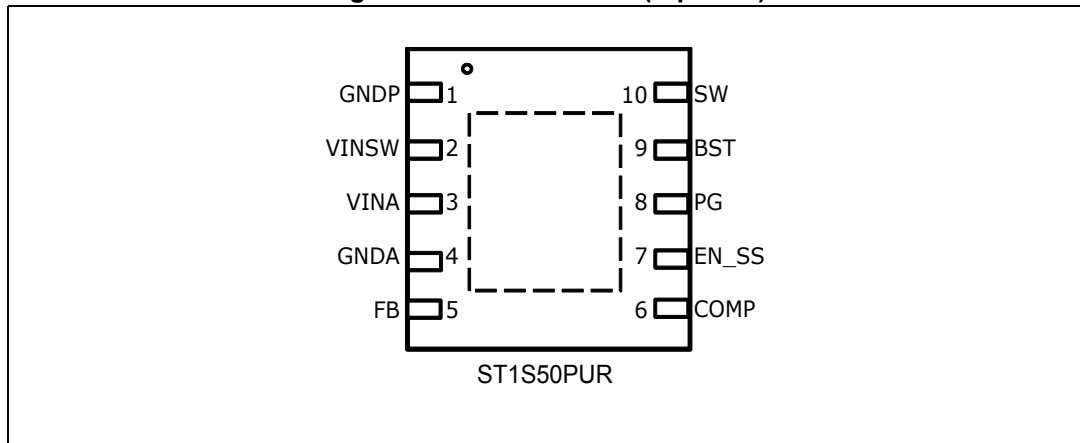 GNDP 1 10 SW
VINSW 2 9 BST
VINA 3 8 PG
GNDA 4 7 EN_SS
FB 5 6 COMP
ST1S50PUR